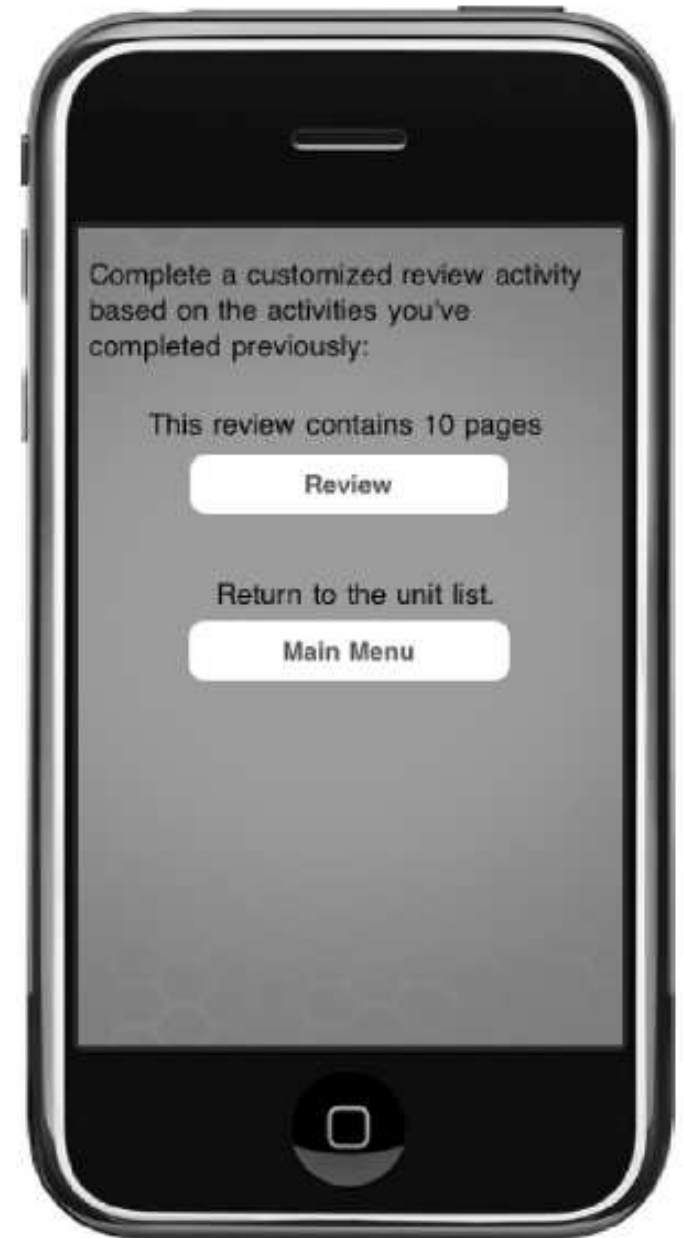 Complete a customized review activity
based on the activities you've
completed previously:
This review contains 10 pages
Review
Return to the unit list.
Main Menu